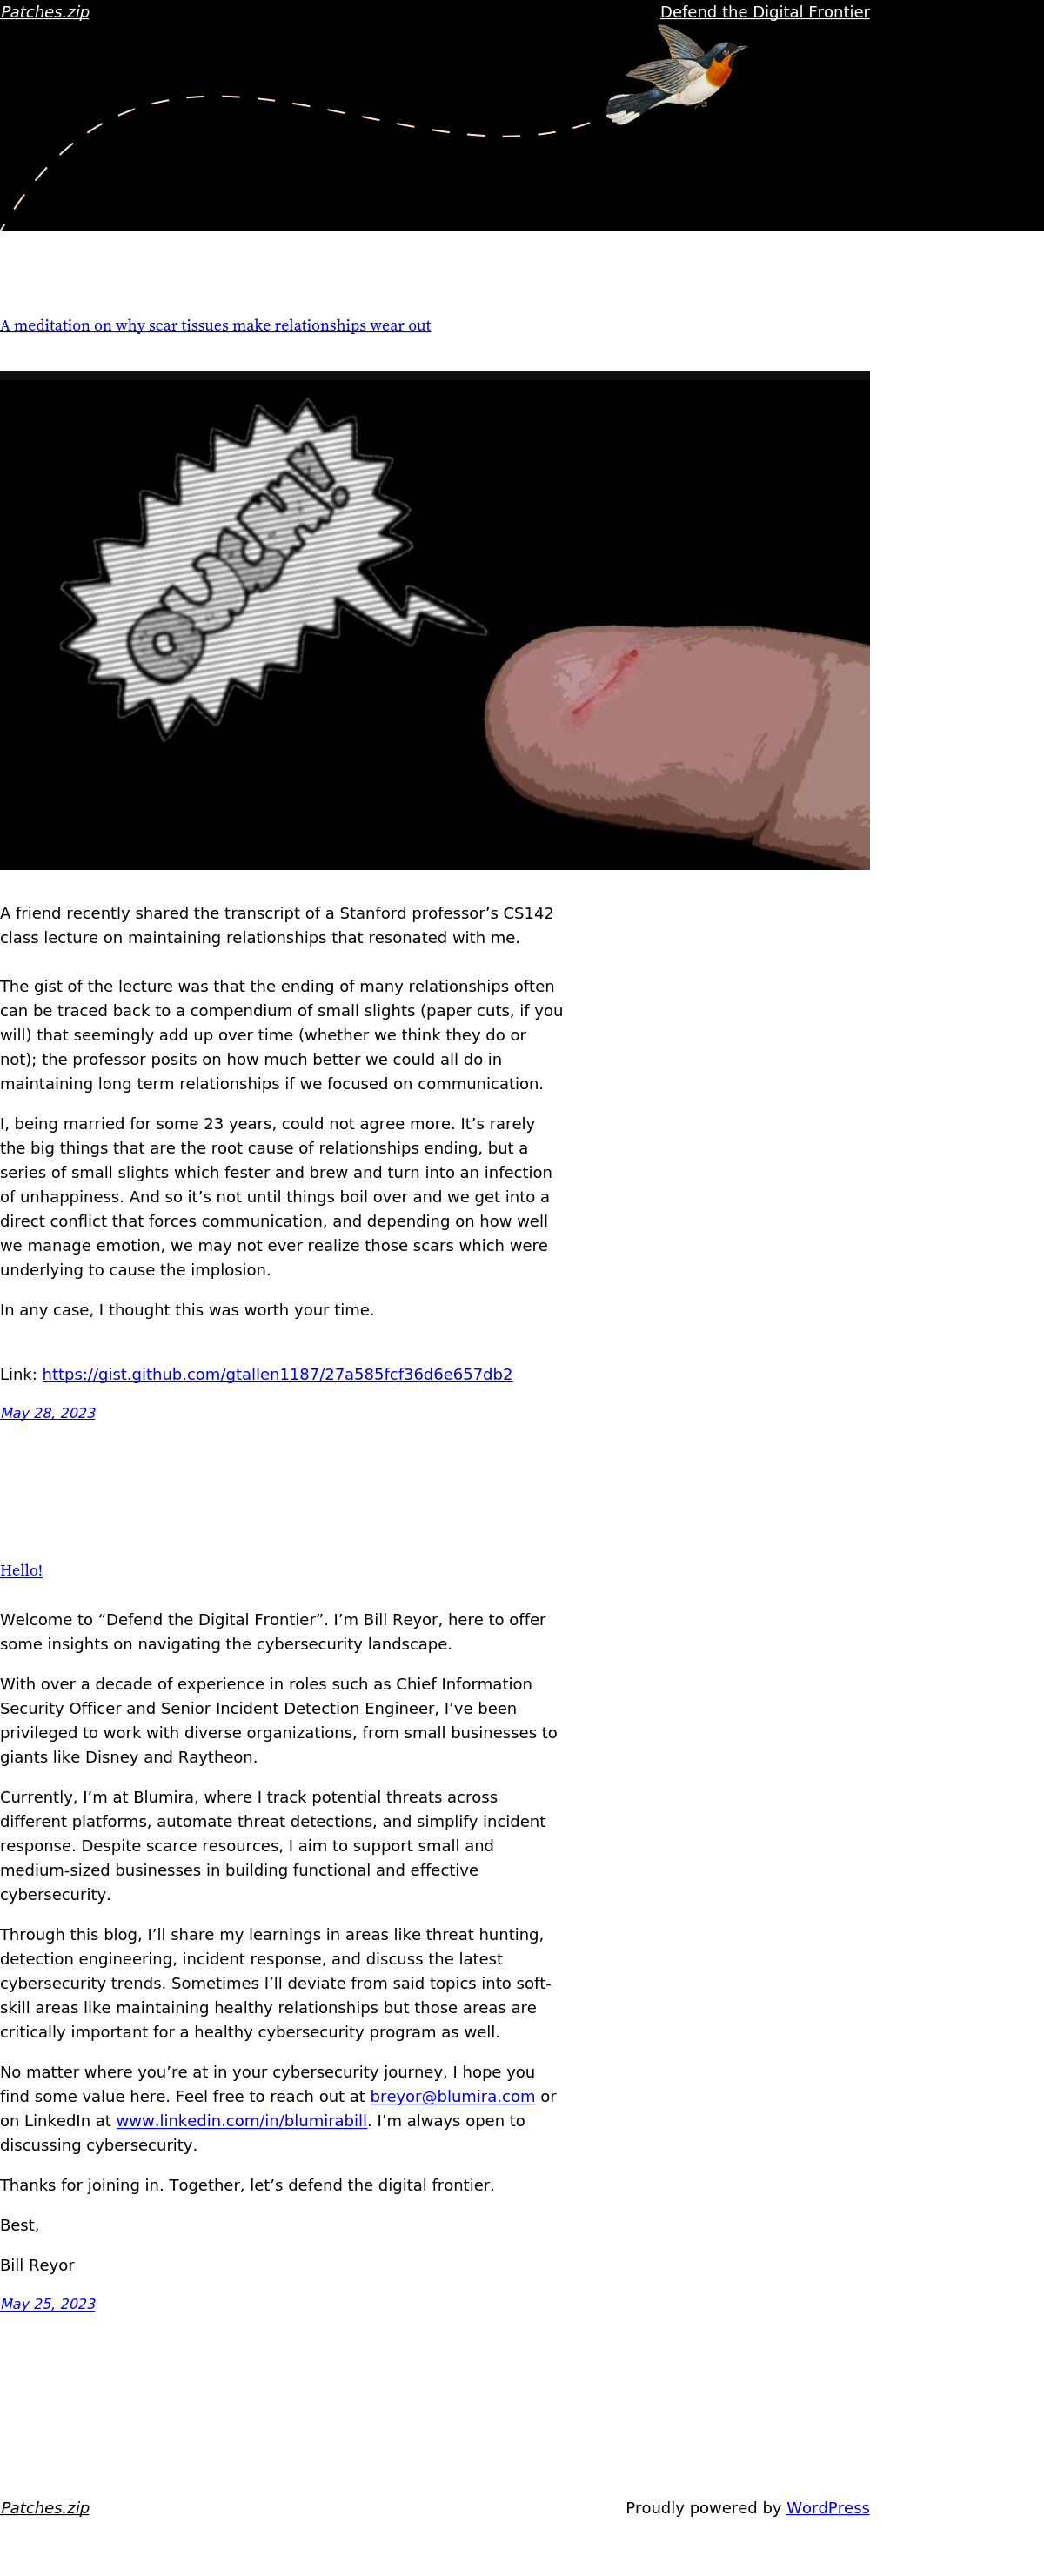 Patches.zip
Defend the Digital Frontier
A meditation on why scar tissues make relationships wear out
OUCH!
A friend recently shared the transcript of a Stanford professor’s CS142
class lecture on maintaining relationships that resonated with me.
The gist of the lecture was that the ending of many relationships often
can be traced back to a compendium of small slights (paper cuts, if you
will) that seemingly add up over time (whether we think they do or
not); the professor posits on how much better we could all do in
maintaining long term relationships if we focused on communication.
I, being married for some 23 years, could not agree more. It’s rarely
the big things that are the root cause of relationships ending, but a
series of small slights which fester and brew and turn into an infection
of unhappiness. And so it’s not until things boil over and we get into a
direct conflict that forces communication, and depending on how well
we manage emotion, we may not ever realize those scars which were
underlying to cause the implosion.
In any case, I thought this was worth your time.
Link: https://gist.github.com/gtallen1187/27a585fcf36d6e657db2
May 28, 2023
Hello!
Welcome to “Defend the Digital Frontier”. I’m Bill Reyor, here to offer
some insights on navigating the cybersecurity landscape.
With over a decade of experience in roles such as Chief Information
Security Officer and Senior Incident Detection Engineer, I’ve been
privileged to work with diverse organizations, from small businesses to
giants like Disney and Raytheon.
Currently, I’m at Blumira, where I track potential threats across
different platforms, automate threat detections, and simplify incident
response. Despite scarce resources, I aim to support small and
medium-sized businesses in building functional and effective
cybersecurity.
Through this blog, I’ll share my learnings in areas like threat hunting,
detection engineering, incident response, and discuss the latest
cybersecurity trends. Sometimes I’ll deviate from said topics into soft-
skill areas like maintaining healthy relationships but those areas are
critically important for a healthy cybersecurity program as well.
No matter where you’re at in your cybersecurity journey, I hope you
find some value here. Feel free to reach out at breyor@blumira.com or
on LinkedIn at www.linkedin.com/in/blumirabill. I’m always open to
discussing cybersecurity.
Thanks for joining in. Together, let’s defend the digital frontier.
Best,
Bill Reyor
May 25, 2023
Patches.zip
Proudly powered by WordPress